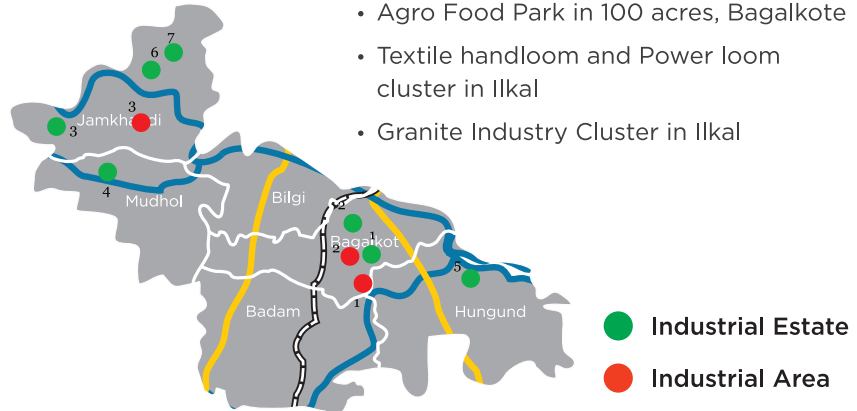 • Agro Food Park in 100 acres, Bagalkote
• Textile handloom and Power loom
cluster in Ilkal
• Granite Industry Cluster in Ilkal
7
6
3
Jamkhandi
3
4
Mudhol
Bilgi
2
1
Bagalkot
2
5
1
Badam
Hungund
Industrial Estate
Industrial Area